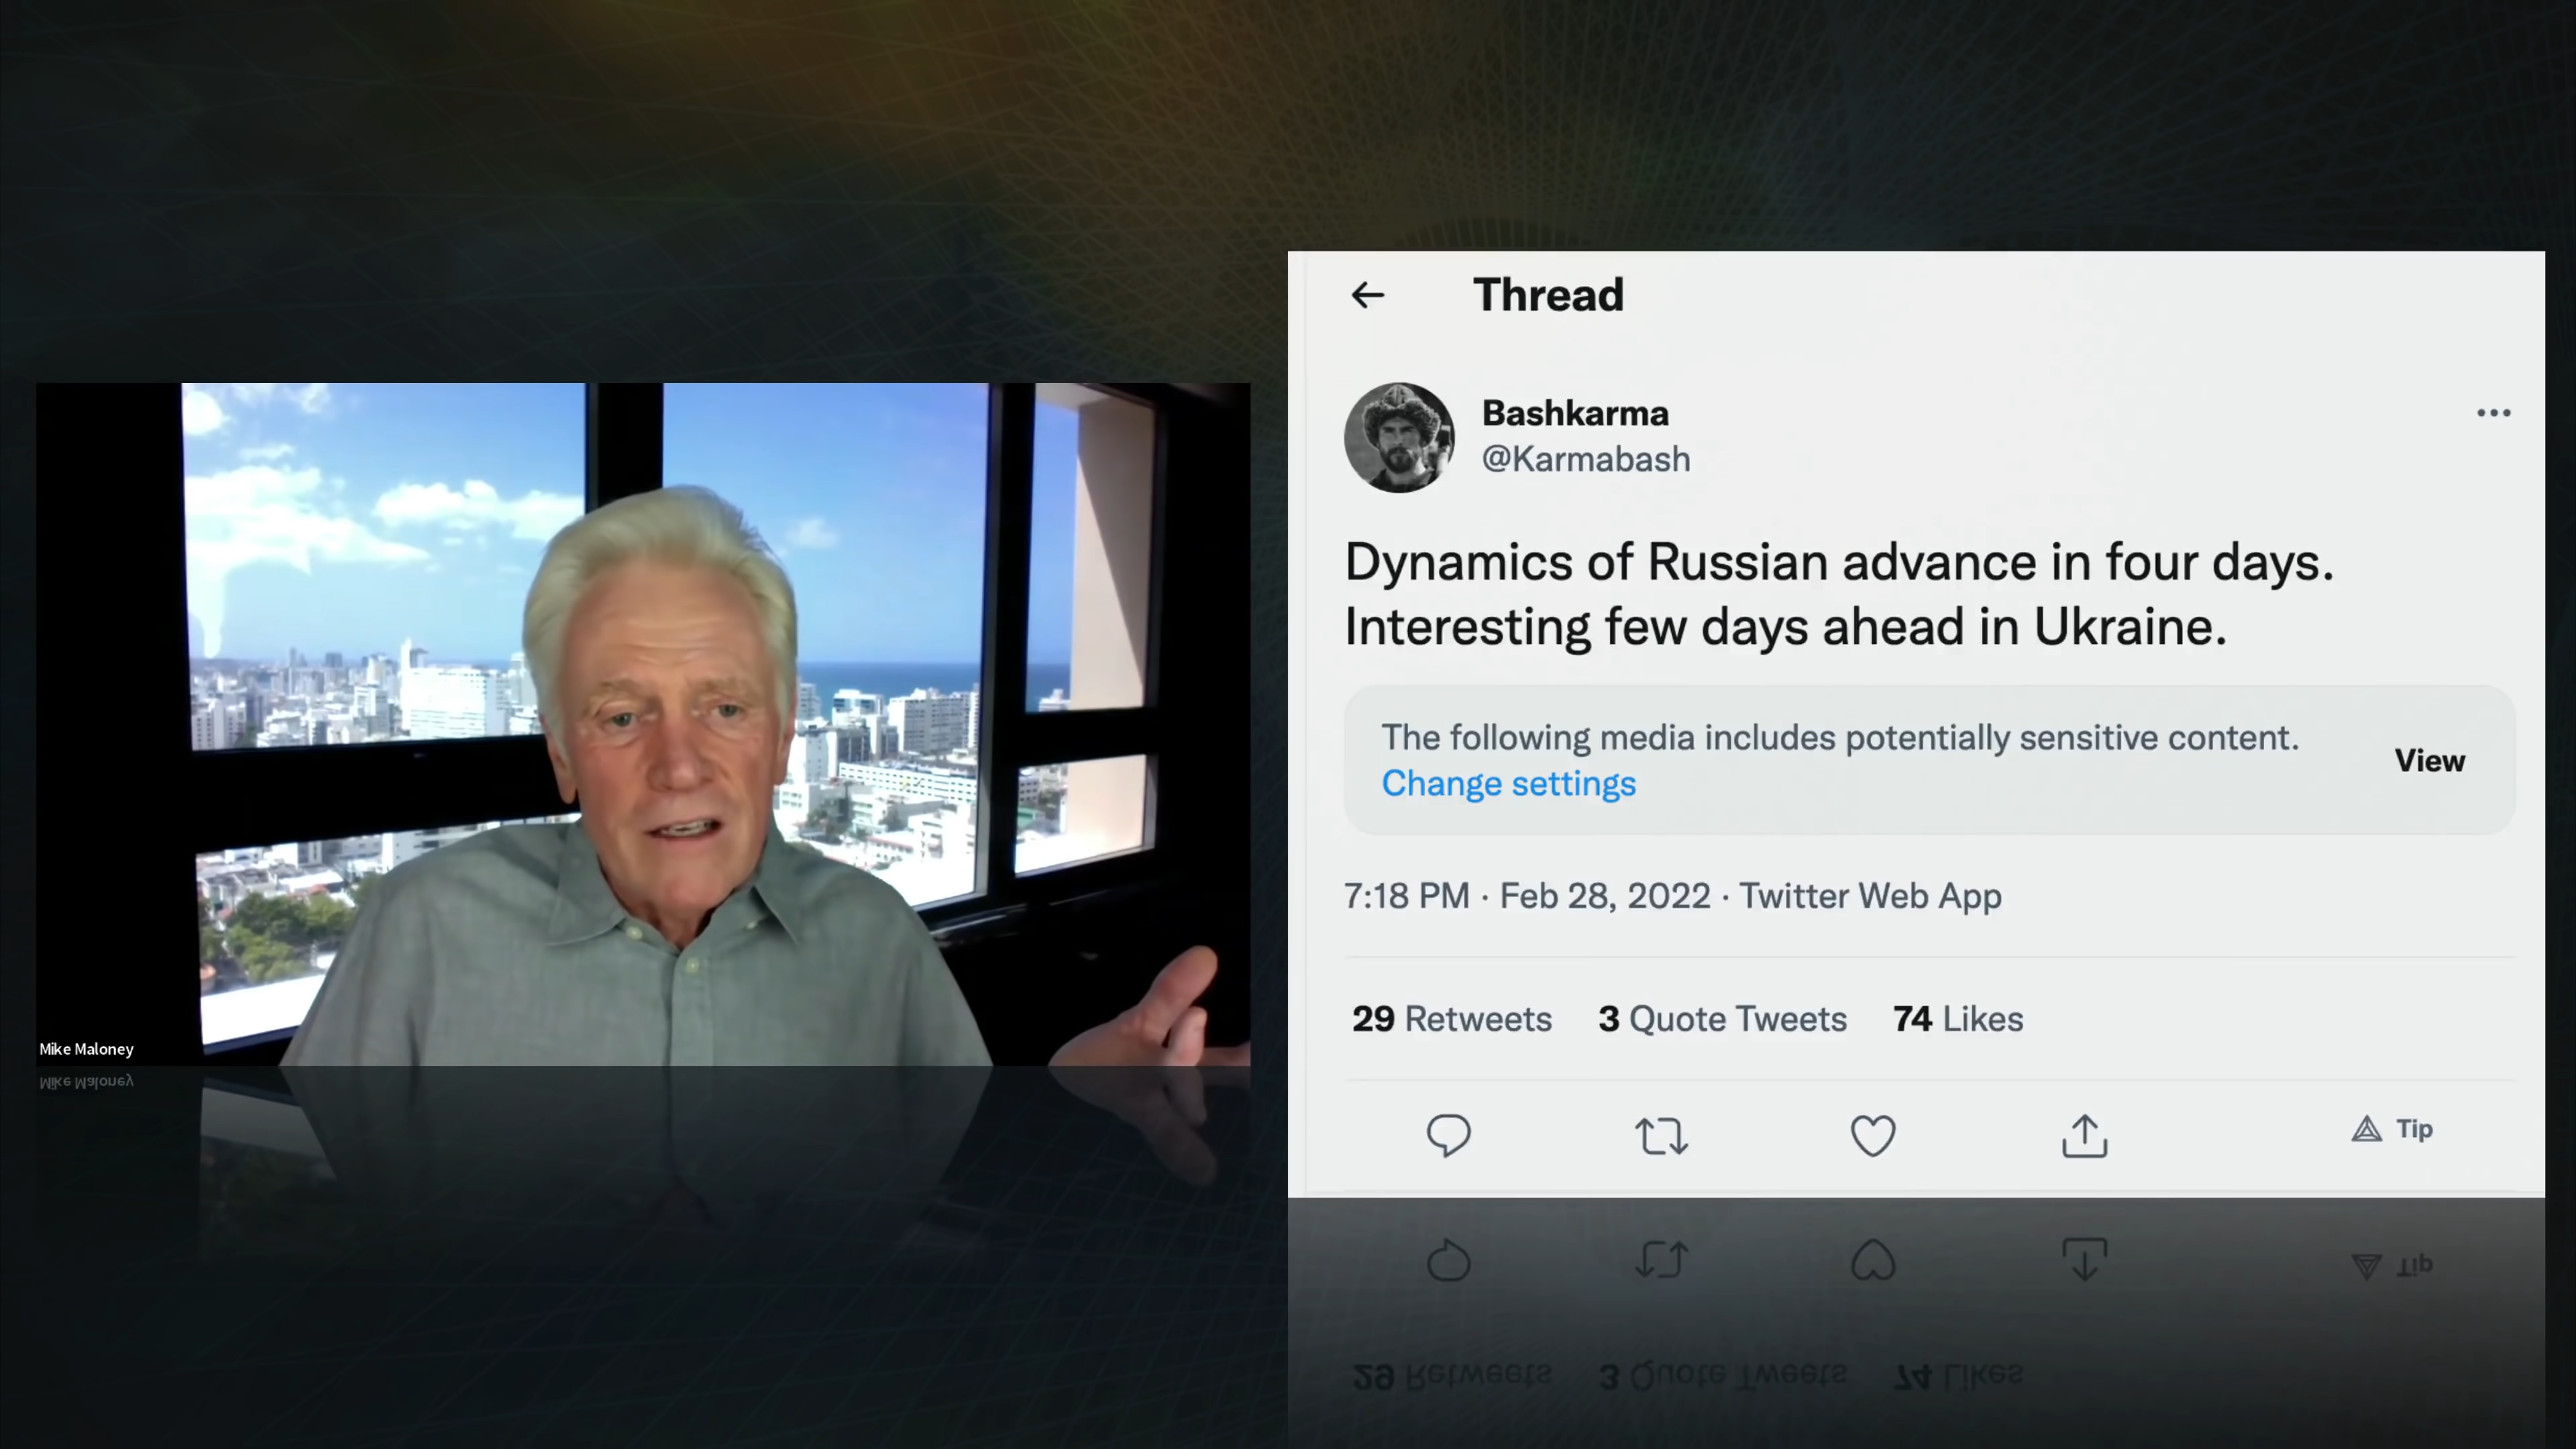 Thread
Bashkarma
@Karmabash
Dynamics of Russian advance in four days.
Interesting few days ahead in Ukraine.
The following media includes potentially sensitive content.
Change settings
View
7:18 PM · Feb 28, 2022 · Twitter Web App
29 Retweets 3 Quote Tweets 74 Likes
Tip
Mike Maloney